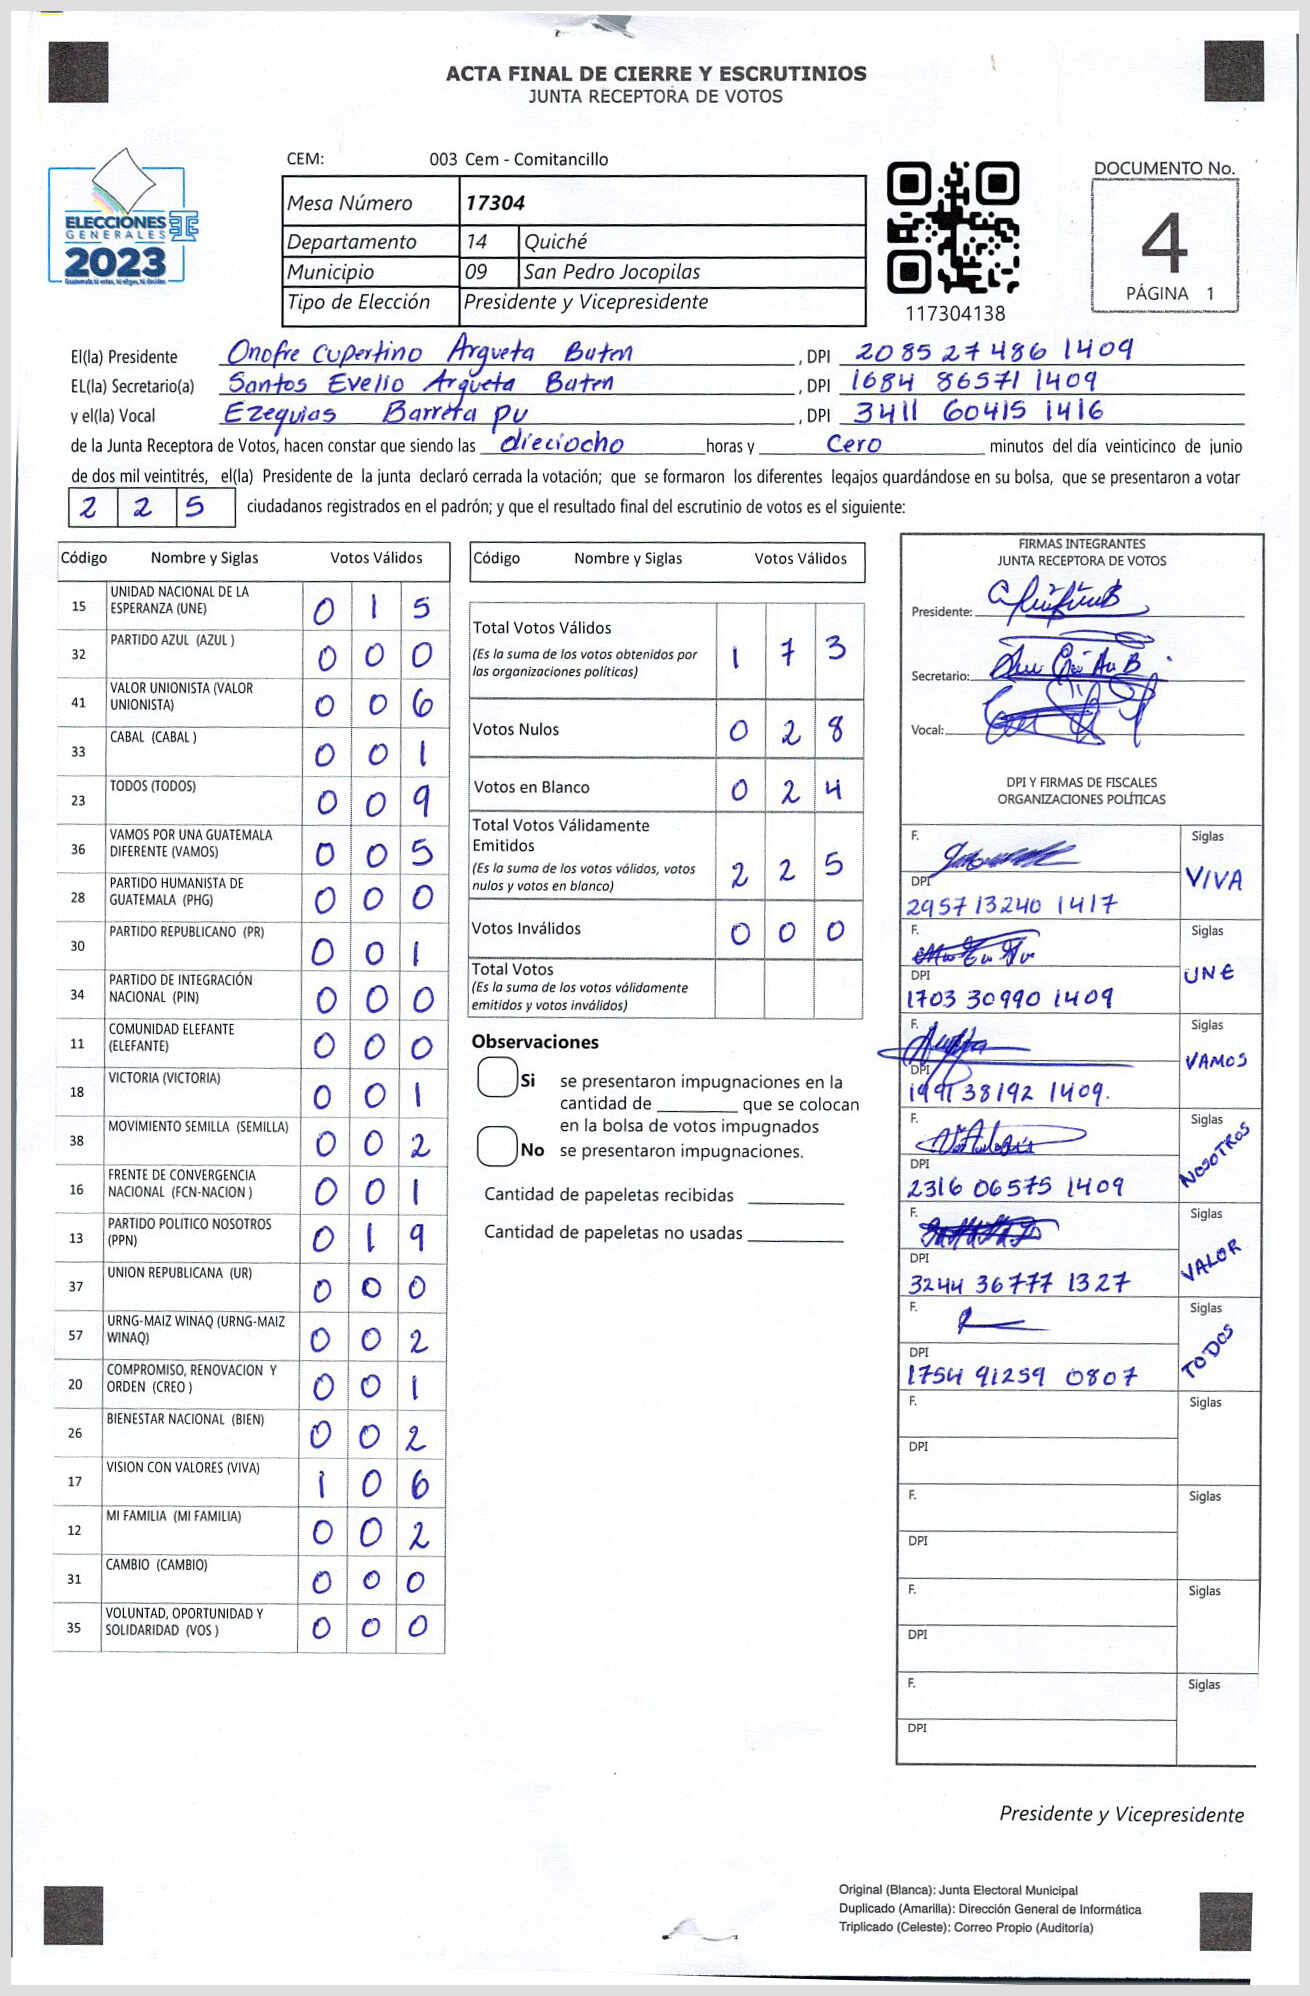 ACTA FINAL DE CIERRE Y ESCRUTINIOS
JUNTA RECEPTORA DE VOTOS
CEM: 003 Cem - Comitancillo
ELECCIONES
GENERALES
2023
Mesa Número 17304
Departamento 14 Quiché
Municipio 09 San Pedro Jocopilas
Tipo de Elección Presidente y Vicepresidente
117304138
DOCUMENTO No.
4
PÁGINA 1
El(la) Presidente Onofre Cupertino Argueta Buten, DPI 2085 27486 1409
EL(la) Secretario(a) Santos Evelio Argueta Buten, DPI 1684 86571 1409
y el(la) Vocal Ezequias Barreta pu, DPI 3411 60415 1416
de la Junta Receptora de Votos, hacen constar que siendo las dieciocho horas y Cero minutos del día veinticinco de junio
de dos mil veintitrés, el(la) Presidente de la junta declaró cerrada la votación; que se formaron los diferentes legajos guardándose en su bolsa, que se presentaron a votar
2 2 5 ciudadanos registrados en el padrón; y que el resultado final del escrutinio de votos es el siguiente:
Código Nombre y Siglas Votos Válidos
15 UNIDAD NACIONAL DE LA ESPERANZA (UNE) 0 1 5
32 PARTIDO AZUL (AZUL ) 0 0 0
41 VALOR UNIONISTA (VALOR UNIONISTA) 0 0 6
33 CABAL (CABAL ) 0 0 1
23 TODOS (TODOS) 0 0 9
36 VAMOS POR UNA GUATEMALA DIFERENTE (VAMOS) 0 0 5
28 PARTIDO HUMANISTA DE GUATEMALA (PHG) 0 0 0
30 PARTIDO REPUBLICANO (PR) 0 0 1
34 PARTIDO DE INTEGRACIÓN NACIONAL (PIN) 0 0 0
11 COMUNIDAD ELEFANTE (ELEFANTE) 0 0 0
18 VICTORIA (VICTORIA) 0 0 1
38 MOVIMIENTO SEMILLA (SEMILLA) 0 0 2
16 FRENTE DE CONVERGENCIA NACIONAL (FCN-NACION ) 0 0 1
13 PARTIDO POLITICO NOSOTROS (PPN) 0 1 9
37 UNION REPUBLICANA (UR) 0 0 0
57 URNG-MAIZ WINAQ (URNG-MAIZ WINAQ) 0 0 2
20 COMPROMISO, RENOVACION Y ORDEN (CREO ) 0 0 1
26 BIENESTAR NACIONAL (BIEN) 0 0 2
17 VISION CON VALORES (VIVA) 1 0 6
12 MI FAMILIA (MI FAMILIA) 0 0 2
31 CAMBIO (CAMBIO) 0 0 0
35 VOLUNTAD, OPORTUNIDAD Y SOLIDARIDAD (VOS ) 0 0 0
Código Nombre y Siglas Votos Válidos
Total Votos Válidos
(Es la suma de los votos obtenidos por
las organizaciones políticas)
1 7 3
Votos Nulos 0 2 8
Votos en Blanco 0 2 4
Total Votos Válidamente
Emitidos
(Es la suma de los votos válidos, votos
nulos y votos en blanco)
2 2 5
Votos Inválidos 0 0 0
Total Votos
(Es la suma de los votos válidamente
emitidos y votos inválidos)
Observaciones
Si se presentaron impugnaciones en la
cantidad de ________ que se colocan
en la bolsa de votos impugnados
No se presentaron impugnaciones.
Cantidad de papeletas recibidas
Cantidad de papeletas no usadas
FIRMAS INTEGRANTES
JUNTA RECEPTORA DE VOTOS
Presidente:
Secretario:
Vocal:
DPI Y FIRMAS DE FISCALES
ORGANIZACIONES POLÍTICAS
F. Siglas
VIVA
DPI
2957 13240 1417
F. Siglas
UNE
DPI
1703 30990 1409
F. Siglas
VAMOS
DPI
1991 38192 1409.
F. Siglas
NOSOTROS
DPI
2316 06575 1409
F. Siglas
VALOR
DPI
3244 36777 1327
F. Siglas
TODOS
DPI
1754 91259 0807
F. Siglas
DPI
F. Siglas
DPI
F. Siglas
DPI
F. Siglas
DPI
Presidente y Vicepresidente
Original (Blanca): Junta Electoral Municipal
Duplicado (Amarilla): Dirección General de Informática
Triplicado (Celeste): Correo Propio (Auditoría)